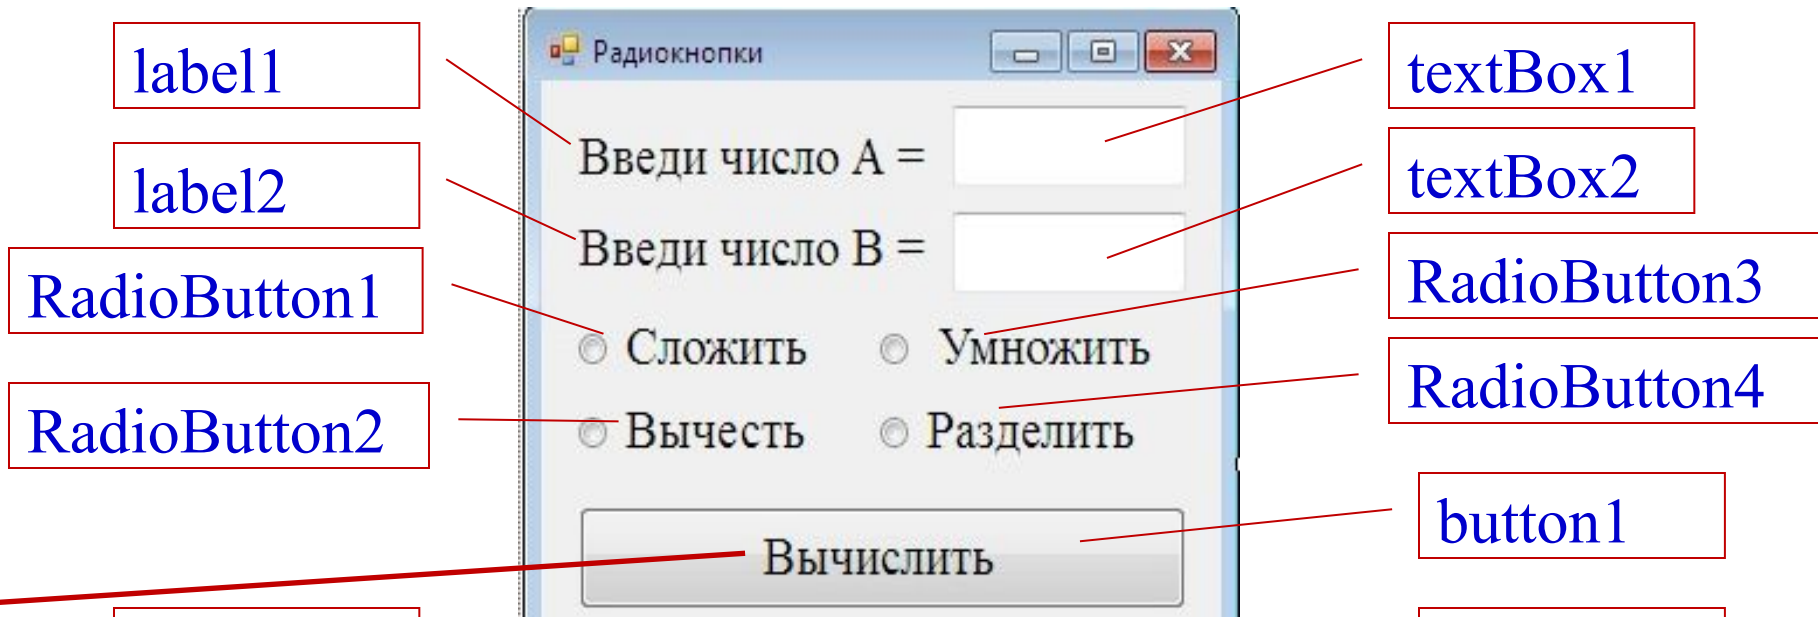 Радиокнопки
label1
textBox1
Введи число A =
label2
textBox2
Введи число B =
RadioButton1
RadioButton3
Сложить
Умножить
RadioButton2
RadioButton4
Вычесть
Разделить
button1
Вычислить